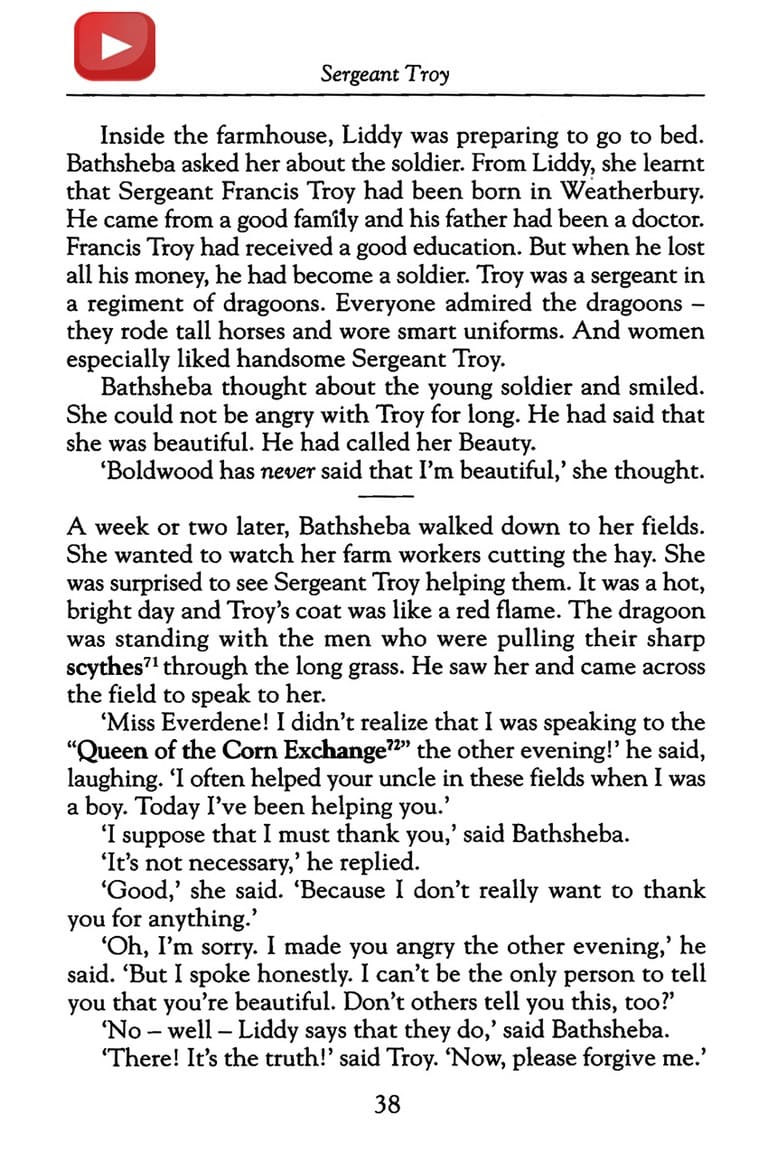 Sergeant Troy
Inside the farmhouse, Liddy was preparing to go to bed.
Bathsheba asked her about the soldier. From Liddy, she learnt
that Sergeant Francis Troy had been born in Weatherbury.
He came from a good family and his father had been a doctor.
Francis Troy had received a good education. But when he lost
all his money, he had become a soldier. Troy was a sergeant in
a regiment of dragoons. Everyone admired the dragoons –
they rode tall horses and wore smart uniforms. And women
especially liked handsome Sergeant Troy.
Bathsheba thought about the young soldier and smiled.
She could not be angry with Troy for long. He had said that
she was beautiful. He had called her Beauty.
‘Boldwood has never said that I’m beautiful,’ she thought.
A week or two later, Bathsheba walked down to her fields.
She wanted to watch her farm workers cutting the hay. She
was surprised to see Sergeant Troy helping them. It was a hot,
bright day and Troy’s coat was like a red flame. The dragoon
was standing with the men who were pulling their sharp
scythes⁷¹ through the long grass. He saw her and came across
the field to speak to her.
‘Miss Everdene! I didn’t realize that I was speaking to the
“Queen of the Corn Exchange⁷²” the other evening!’ he said,
laughing. ‘I often helped your uncle in these fields when I was
a boy. Today I’ve been helping you.’
‘I suppose that I must thank you,’ said Bathsheba.
‘It’s not necessary,’ he replied.
‘Good,’ she said. ‘Because I don’t really want to thank
you for anything.’
‘Oh, I’m sorry. I made you angry the other evening,’ he
said. ‘But I spoke honestly. I can’t be the only person to tell
you that you’re beautiful. Don’t others tell you this, too?’
‘No – well – Liddy says that they do,’ said Bathsheba.
‘There! It’s the truth!’ said Troy. ‘Now, please forgive me.’
38